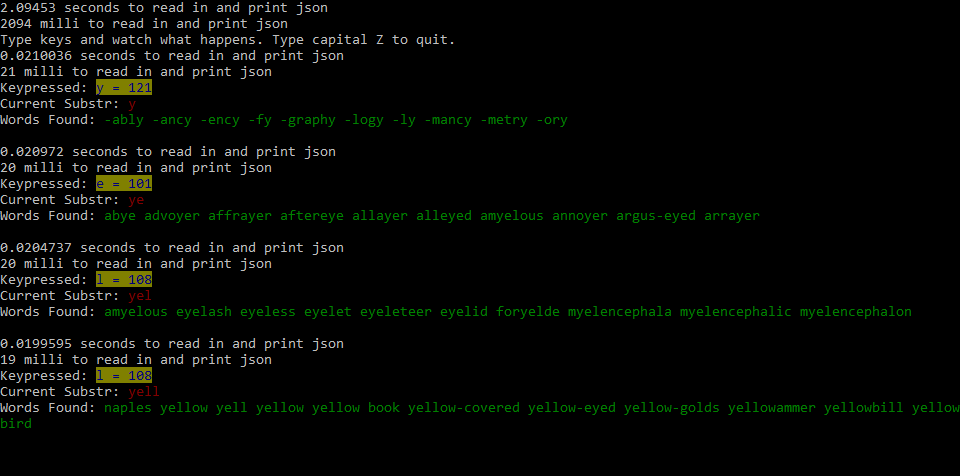 2.09453 seconds to read in and print json
2094 milli to read in and print json
Type keys and watch what happens. Type capital Z to quit.
0.0210036 seconds to read in and print json
21 milli to read in and print json
Keypressed: y = 121
Current Substr: y
Words Found: -ably -ancy -ency -fy -graphy -logy -ly -mancy -metry -ory
0.020972 seconds to read in and print json
20 milli to read in and print json
Keypressed: e = 101
Current Substr: ye
Words Found: abye advoyer affrayer aftereye allayer alleyed amyelous annoyer argus-eyed arrayer
0.0204737 seconds to read in and print json
20 milli to read in and print json
Keypressed: l = 108
Current Substr: yel
Words Found: amyelous eyelash eyeless eyelet eyeleteer eyelid foryelde myelencephala myelencephalic myelencephalon
0.0199595 seconds to read in and print json
19 milli to read in and print json
Keypressed: l = 108
Current Substr: yell
Words Found: naples yellow yell yellow yellow book yellow-covered yellow-eyed yellow-golds yellowammer yellowbill yellow
bird